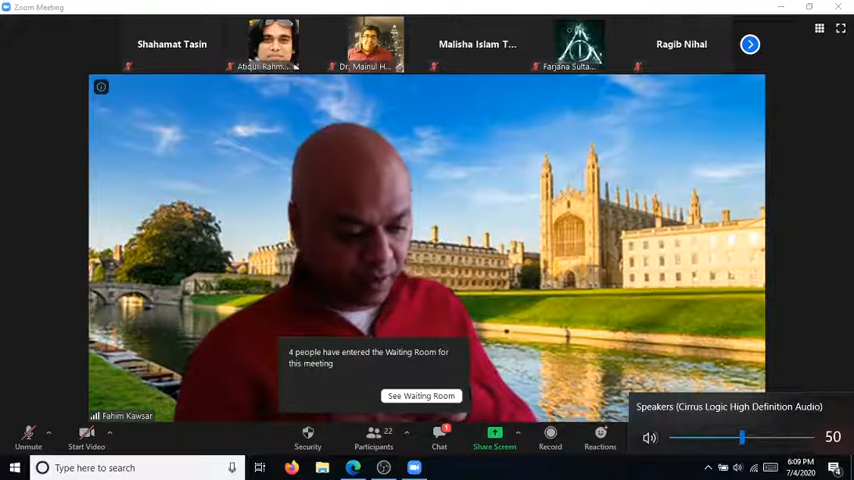 Zoom Meeting
Shahamat Tasin
Atiqur Rahm...
Dr. Mainul H...
Malisha Islam T...
Farjana Sulta...
Ragib Nihal
4 people have entered the Waiting Room for
this meeting
See Waiting Room
Fahim Kawsar
Speakers (Cirrus Logic High Definition Audio)
50
Unmute
Start Video
Security
22
Participants
1
Chat
Share Screen
Record
Reactions
Type here to search
6:09 PM
7/4/2020
4